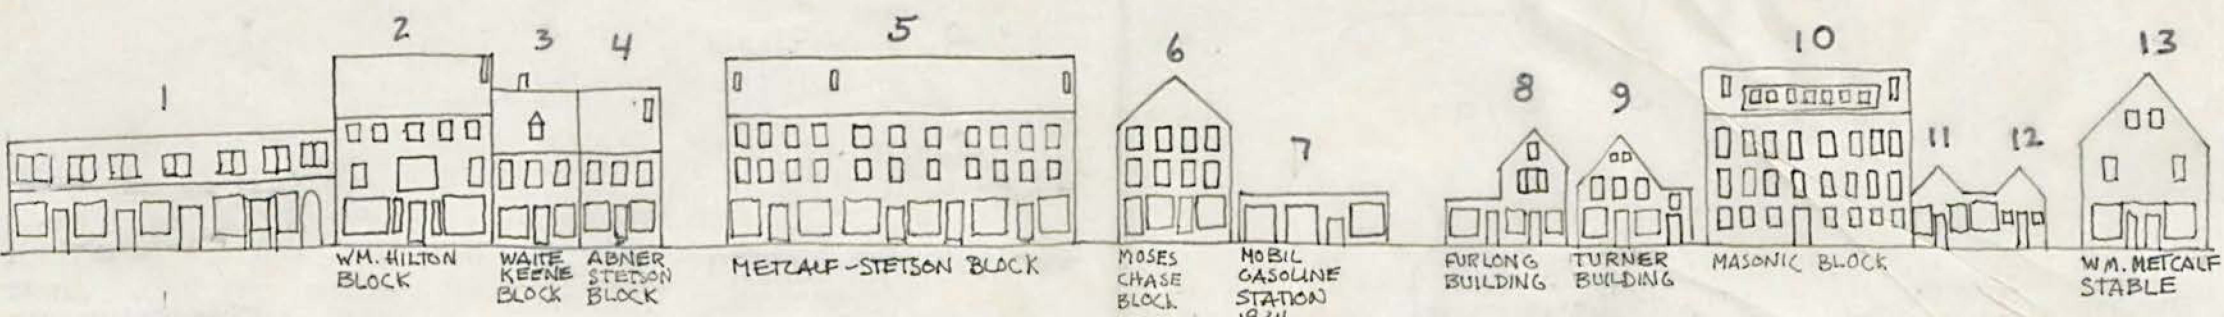 1
2
3
4
5
6
7
8
9
10
11
12
13
WM. HILTON
BLOCK
WAITE
KEENE
BLOCK
ABNER
STETSON
BLOCK
METCALF-STETSON BLOCK
MOSES
CHASE
BLOCK
MOBIL
GASOLINE
STATION
FURLONG
BUILDING
TURNER
BUILDING
MASONIC BLOCK
WM. METCALF
STABLE